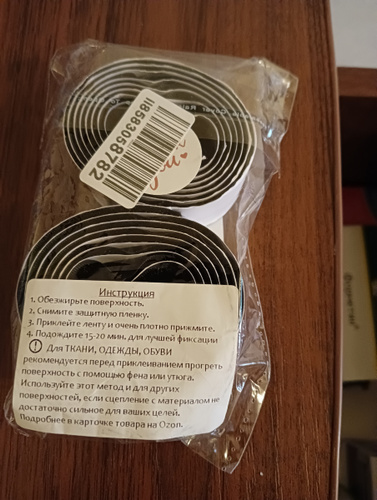 ii8583058782
Инструкция
1. Обезжирьте поверхность.
2. Снимите защитную пленку.
3. Приклейте ленту и очень плотно прижмите.
4. Подождите 15-20 мин. для лучшей фиксации
! Для ТКАНИ, ОДЕЖДЫ, ОБУВИ
рекомендуется перед приклеиванием прогреть
поверхность с помощью фена или утюга.
Используйте этот метод и для других
поверхностей, если сцепление с материалом не
достаточно сильное для ваших целей.
Подробнее в карточке товара на Ozon.